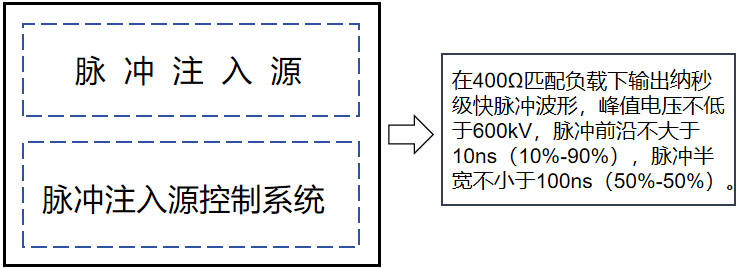 脉 冲 注 入 源
脉冲注入源控制系统
在400Ω匹配负载下输出纳秒
级快脉冲波形，峰值电压不低
于600kV，脉冲前沿不大于
10ns（10%-90%），脉冲半
宽不小于100ns（50%-50%）。